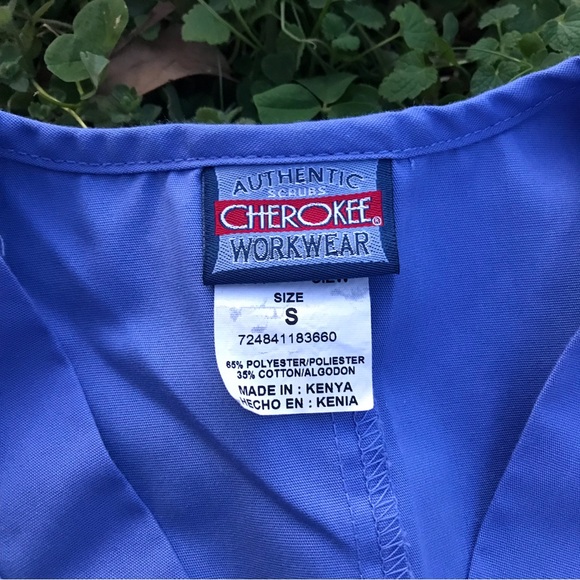 AUTHENTIC
SCRUBS
CHEROKEE®
WORKWEAR
SIZE
S
724841183660
65% POLYESTER/POLIESTER
35% COTTON/ALGODON
MADE IN : KENYA
HECHO EN : KENIA